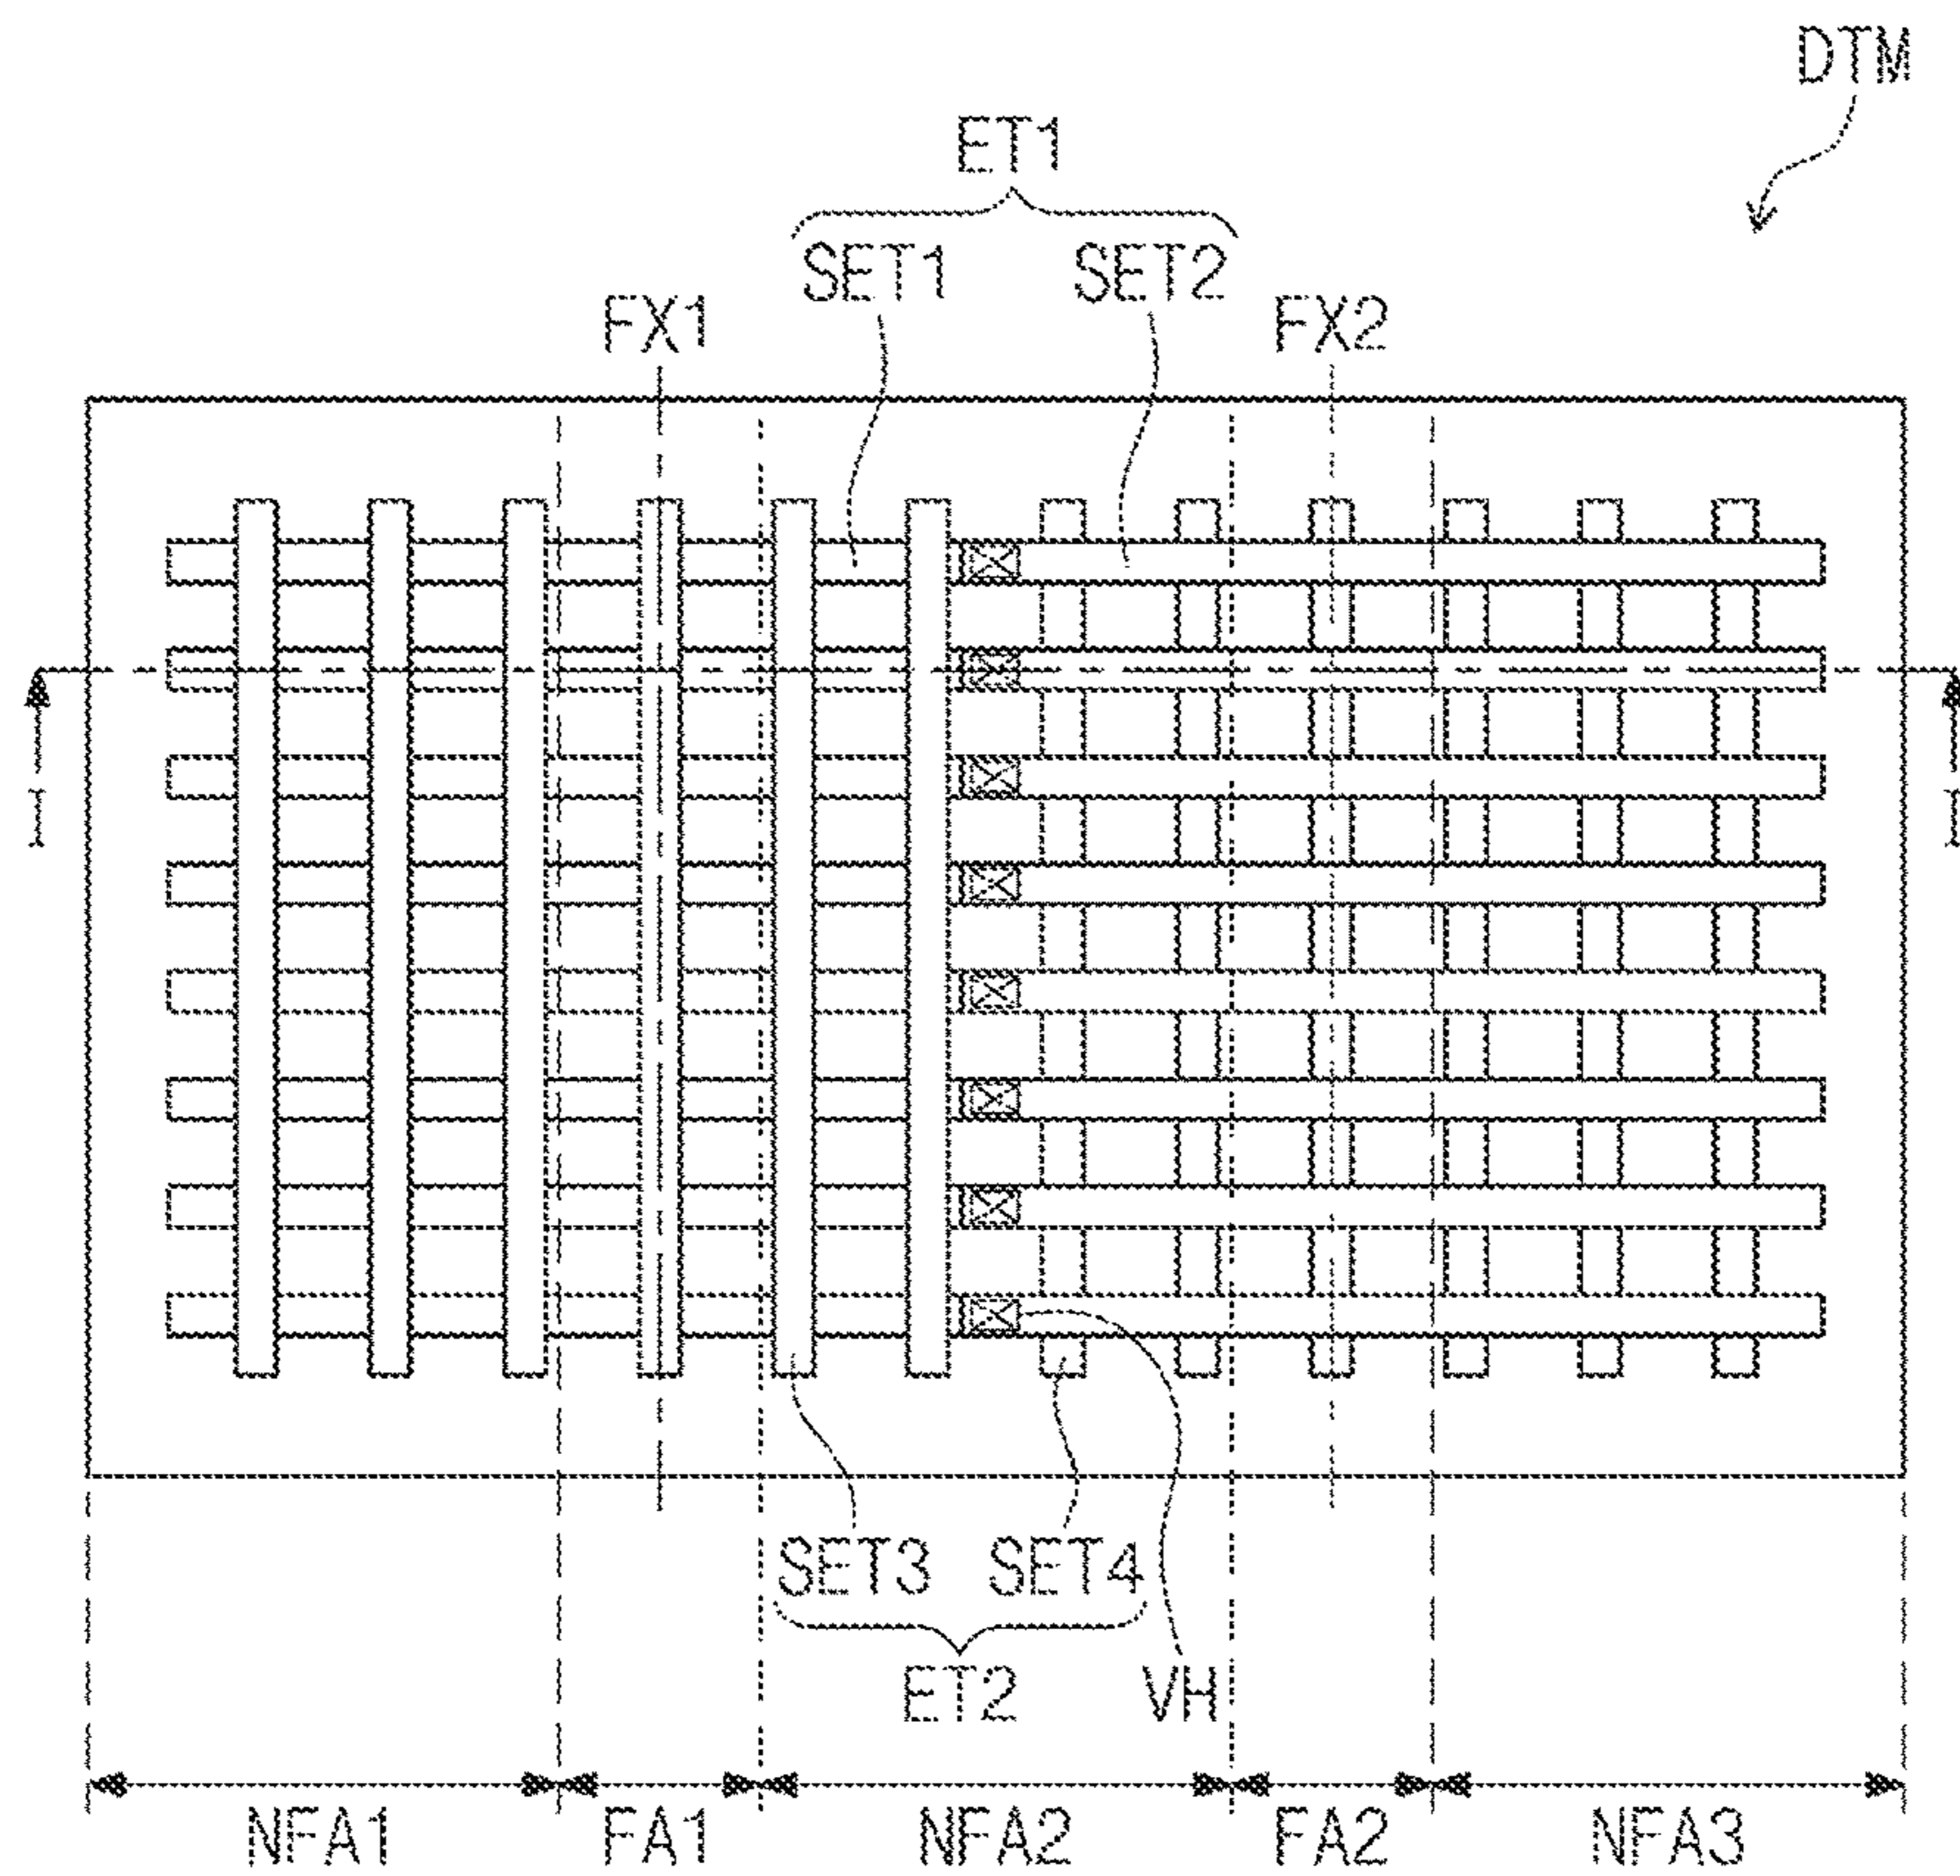 DTM
ET1
SET1 SET2
FX1 FX2
I I
SET3 SET4
ET2 VH
NFA1 FA1 NFA2 FA2 NFA3